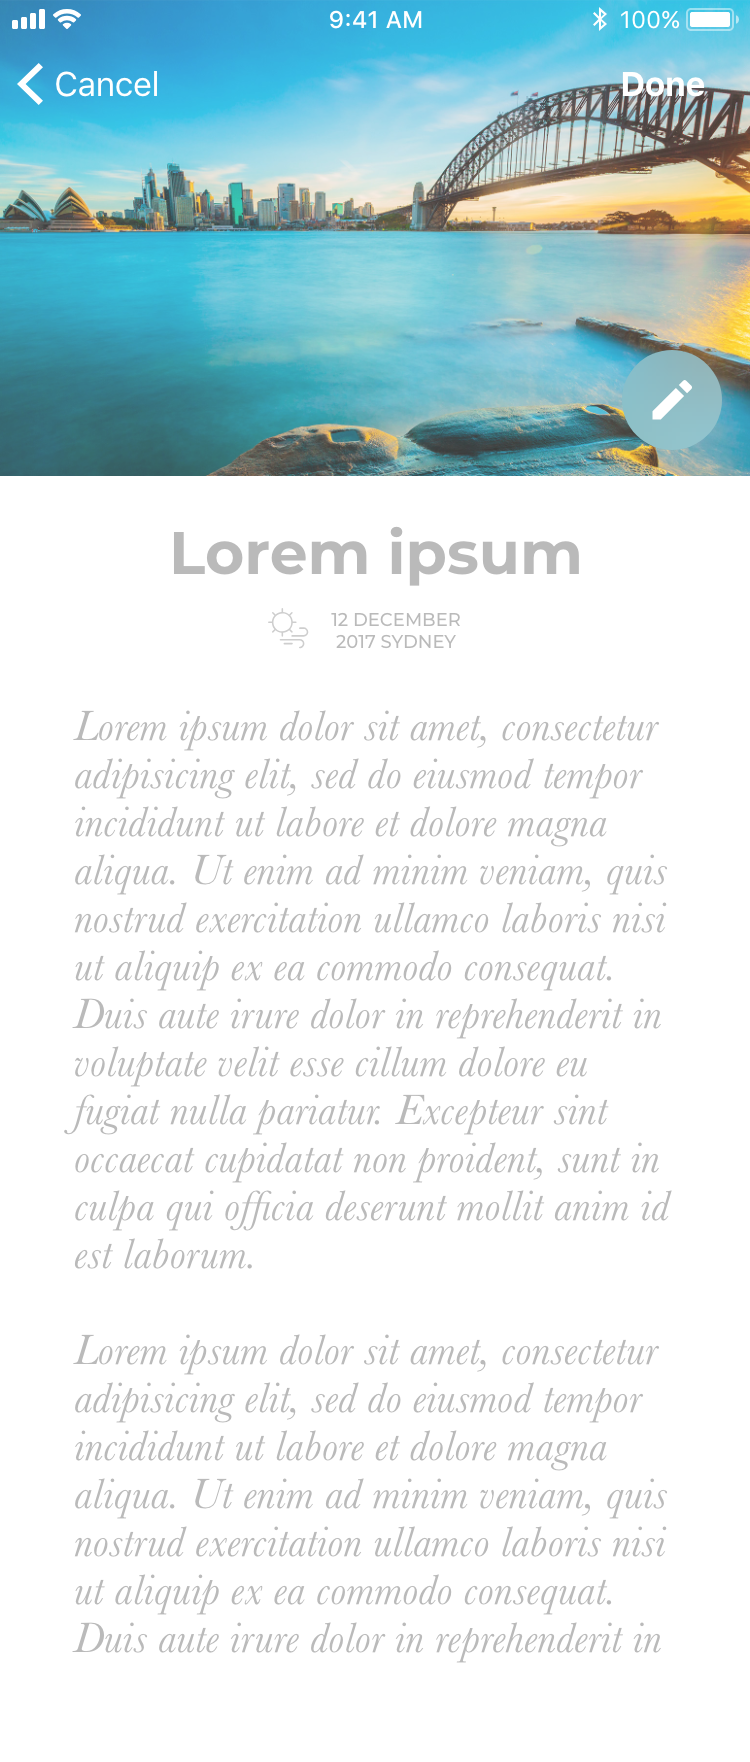 9:41 AM 100%
Cancel Done
Lorem ipsum
12 DECEMBER
2017 SYDNEY
Lorem ipsum dolor sit amet, consectetur
adipisicing elit, sed do eiusmod tempor
incididunt ut labore et dolore magna
aliqua. Ut enim ad minim veniam, quis
nostrud exercitation ullamco laboris nisi
ut aliquip ex ea commodo consequat.
Duis aute irure dolor in reprehenderit in
voluptate velit esse cillum dolore eu
fugiat nulla pariatur. Excepteur sint
occaecat cupidatat non proident, sunt in
culpa qui officia deserunt mollit anim id
est laborum.
Lorem ipsum dolor sit amet, consectetur
adipisicing elit, sed do eiusmod tempor
incididunt ut labore et dolore magna
aliqua. Ut enim ad minim veniam, quis
nostrud exercitation ullamco laboris nisi
ut aliquip ex ea commodo consequat.
Duis aute irure dolor in reprehenderit in